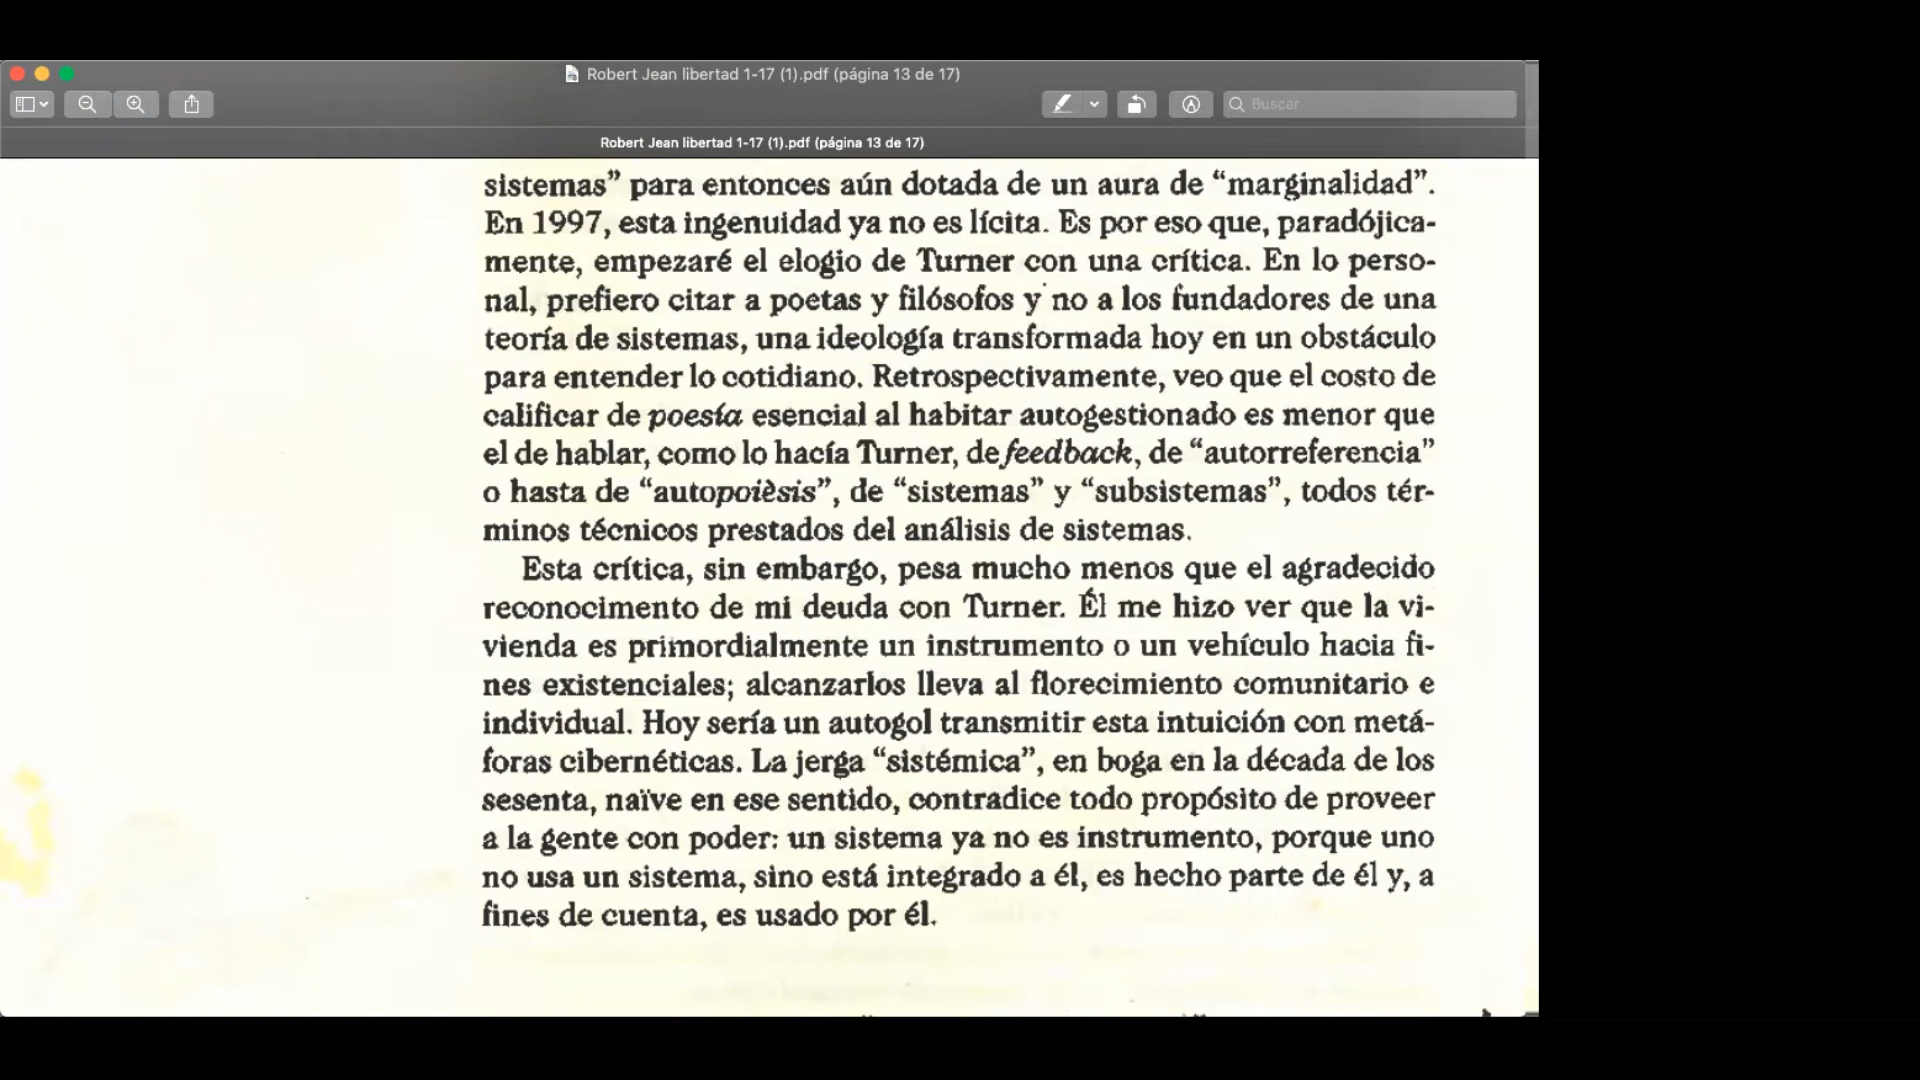 Robert Jean libertad 1-17 (1).pdf (página 13 de 17)
Buscar
Robert Jean libertad 1-17 (1).pdf (página 13 de 17)
sistemas” para entonces aún dotada de un aura de “marginalidad”.
En 1997, esta ingenuidad ya no es lícita. Es por eso que, paradójica-
mente, empezaré el elogio de Turner con una crítica. En lo perso-
nal, prefiero citar a poetas y filósofos y no a los fundadores de una
teoría de sistemas, una ideología transformada hoy en un obstáculo
para entender lo cotidiano. Retrospectivamente, veo que el costo de
calificar de poesía esencial al habitar autogestionado es menor que
el de hablar, como lo hacía Turner, de feedback, de “autorreferencia”
o hasta de “autopoièsis”, de “sistemas” y “subsistemas”, todos tér-
minos técnicos prestados del análisis de sistemas.
Esta crítica, sin embargo, pesa mucho menos que el agradecido
reconocimento de mi deuda con Turner. Él me hizo ver que la vi-
vienda es primordialmente un instrumento o un vehículo hacia fi-
nes existenciales; alcanzarlos lleva al florecimiento comunitario e
individual. Hoy sería un autogol transmitir esta intuición con metá-
foras cibernéticas. La jerga “sistémica”, en boga en la década de los
sesenta, naïve en ese sentido, contradice todo propósito de proveer
a la gente con poder: un sistema ya no es instrumento, porque uno
no usa un sistema, sino está integrado a él, es hecho parte de él y, a
fines de cuenta, es usado por él.